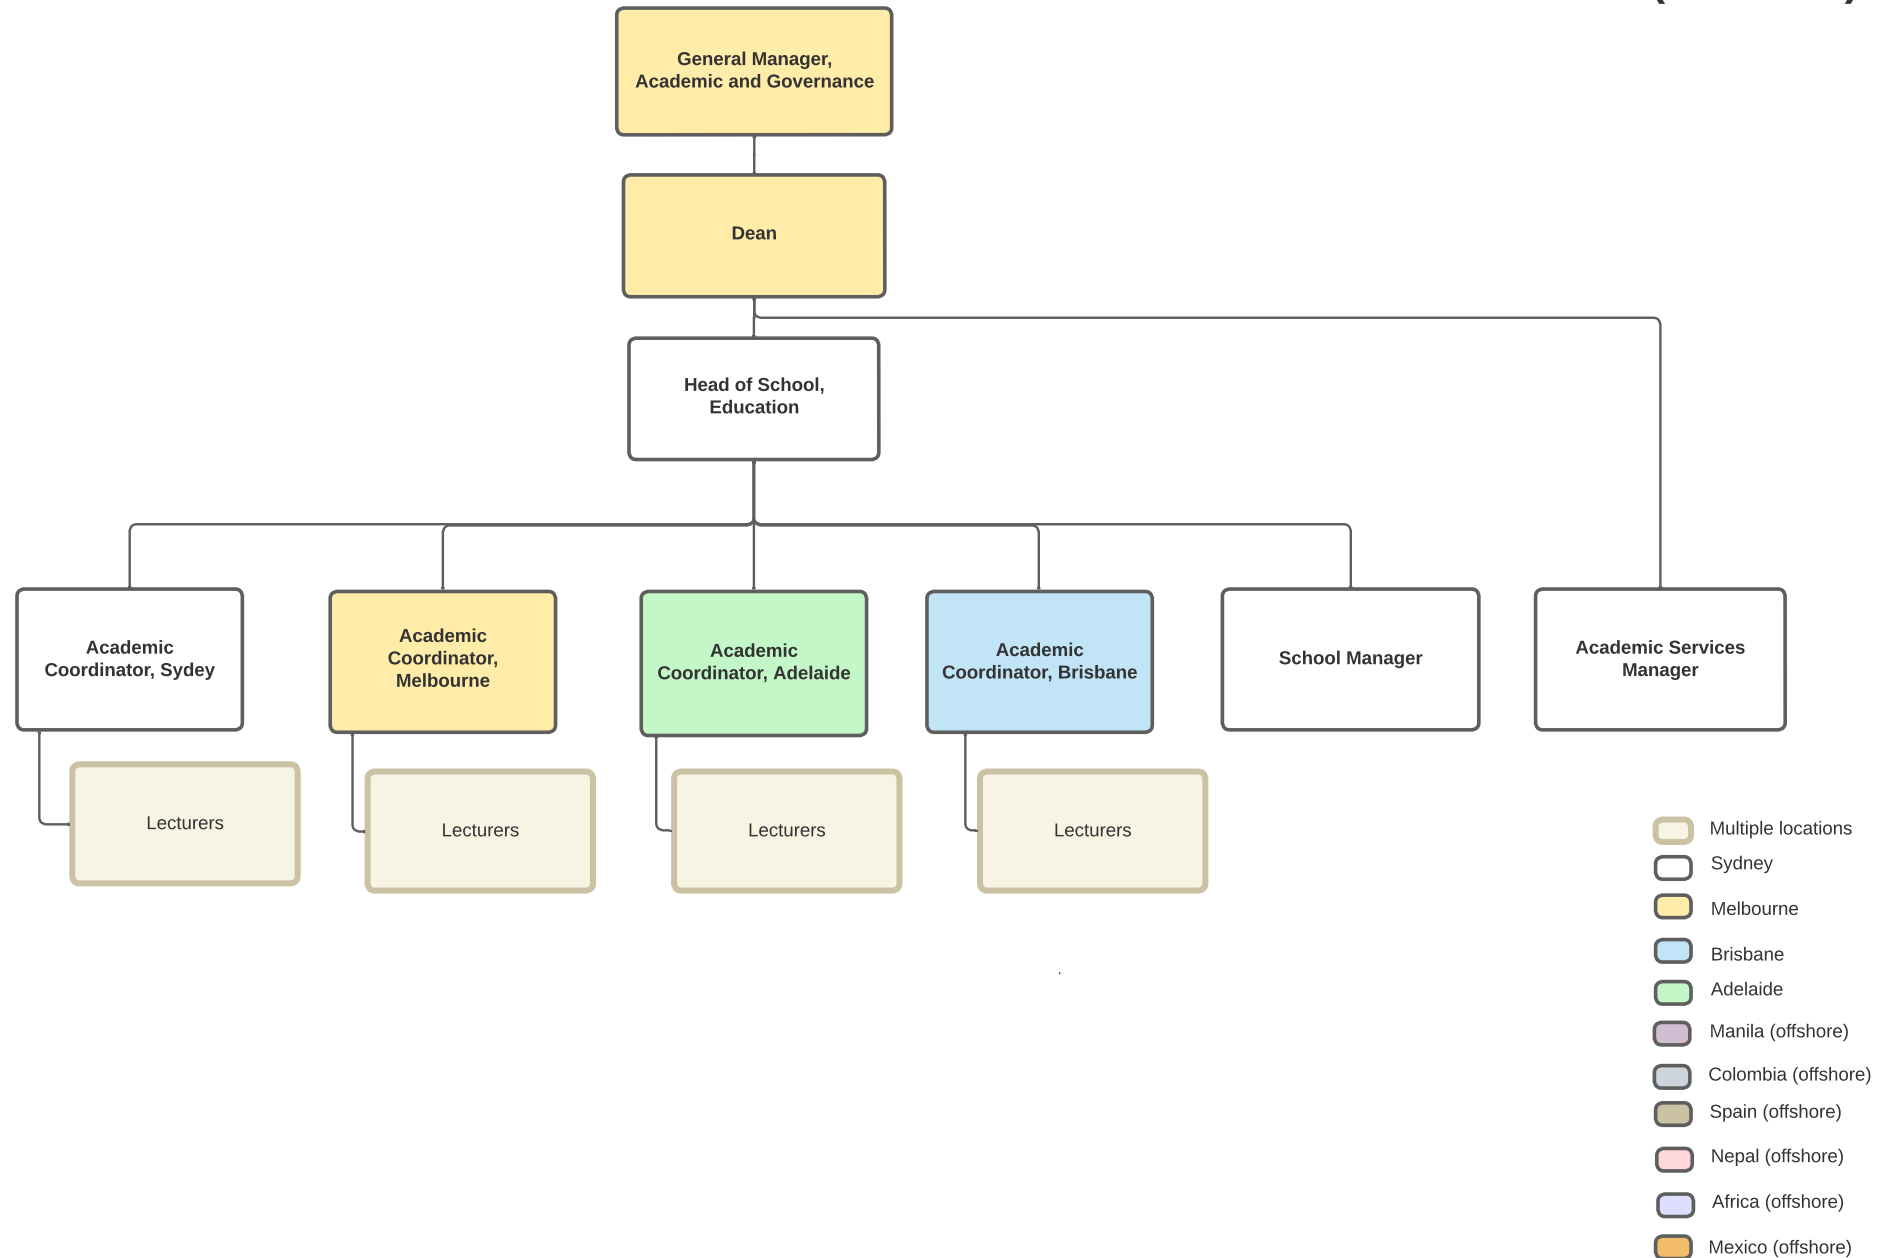 General Manager,
Academic and Governance
Dean
Head of School,
Education
Academic
Coordinator, Sydey
Academic
Coordinator,
Melbourne
Academic
Coordinator, Adelaide
Academic
Coordinator, Brisbane
School Manager
Academic Services
Manager
Lecturers
Lecturers
Lecturers
Lecturers
Multiple locations
Sydney
Melbourne
Brisbane
Adelaide
Manila (offshore)
Colombia (offshore)
Spain (offshore)
Nepal (offshore)
Africa (offshore)
Mexico (offshore)